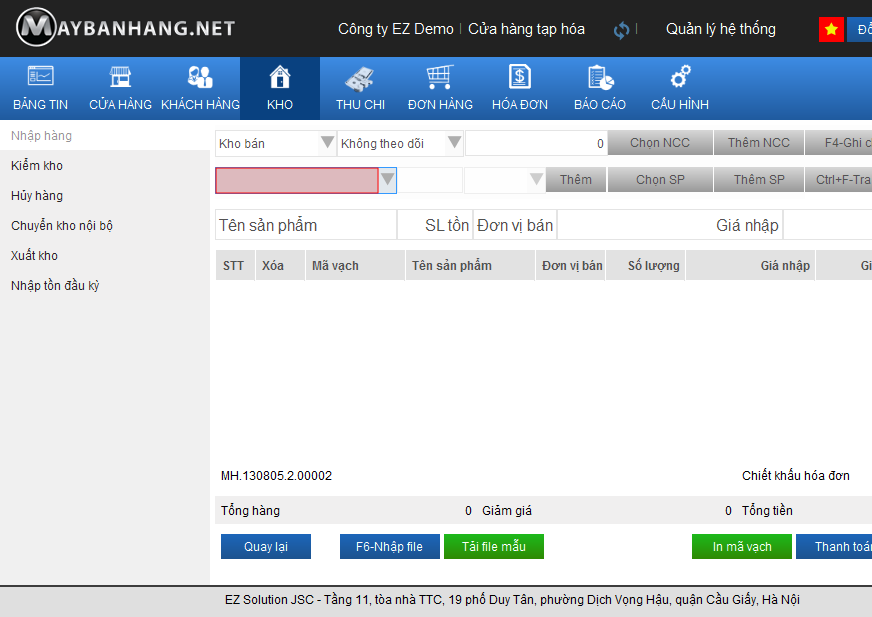 MAYBANHANG.NET Công ty EZ Demo Cửa hàng tạp hóa Quản lý hệ thống
BẢNG TIN CỬA HÀNG KHÁCH HÀNG KHO THU CHI ĐƠN HÀNG HÓA ĐƠN BÁO CÁO CẤU HÌNH
Nhập hàng
Kiểm kho
Hủy hàng
Chuyển kho nội bộ
Xuất kho
Nhập tồn đầu kỳ
Kho bán Không theo dõi 0 Chọn NCC Thêm NCC F4-Ghi c
Thêm Chọn SP Thêm SP Ctrl+F-Tra
Tên sản phẩm SL tồn Đơn vị bán Giá nhập
STT Xóa Mã vạch Tên sản phẩm Đơn vị bán Số lượng Giá nhập Gi
MH.130805.2.00002 Chiết khấu hóa đơn
Tổng hàng 0 Giảm giá 0 Tổng tiền
Quay lại F6-Nhập file Tải file mẫu In mã vạch Thanh toá
EZ Solution JSC - Tầng 11, tòa nhà TTC, 19 phố Duy Tân, phường Dịch Vọng Hậu, quận Cầu Giấy, Hà Nội